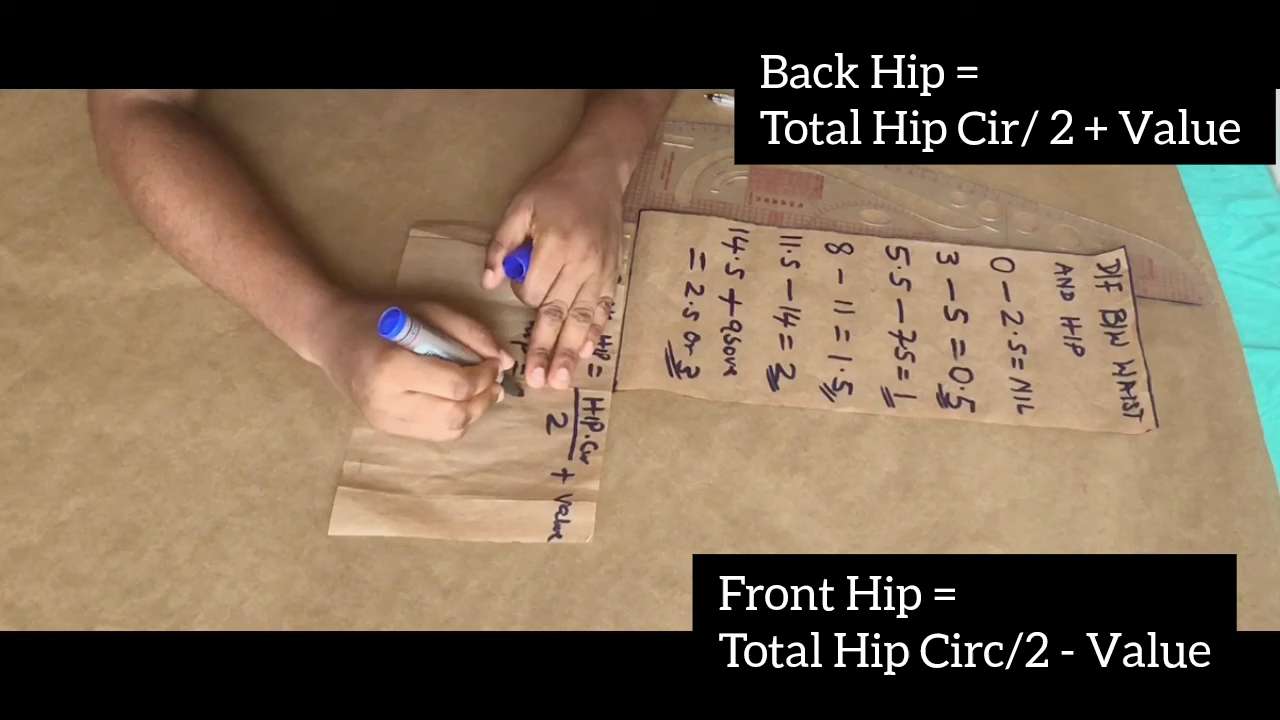 Back Hip =
Total Hip Cir/ 2 + Value
DIF B/W WAIST
AND HIP
0 - 2.5 = NIL
3 - 5 = 0.5
5.5 - 7.5 = 1
8 - 11 = 1.5
11.5 - 14 = 2
14.5 + above
= 2.5 or 3
HIP = HIP.Cir + Value
2
Front Hip =
Total Hip Circ/2 - Value